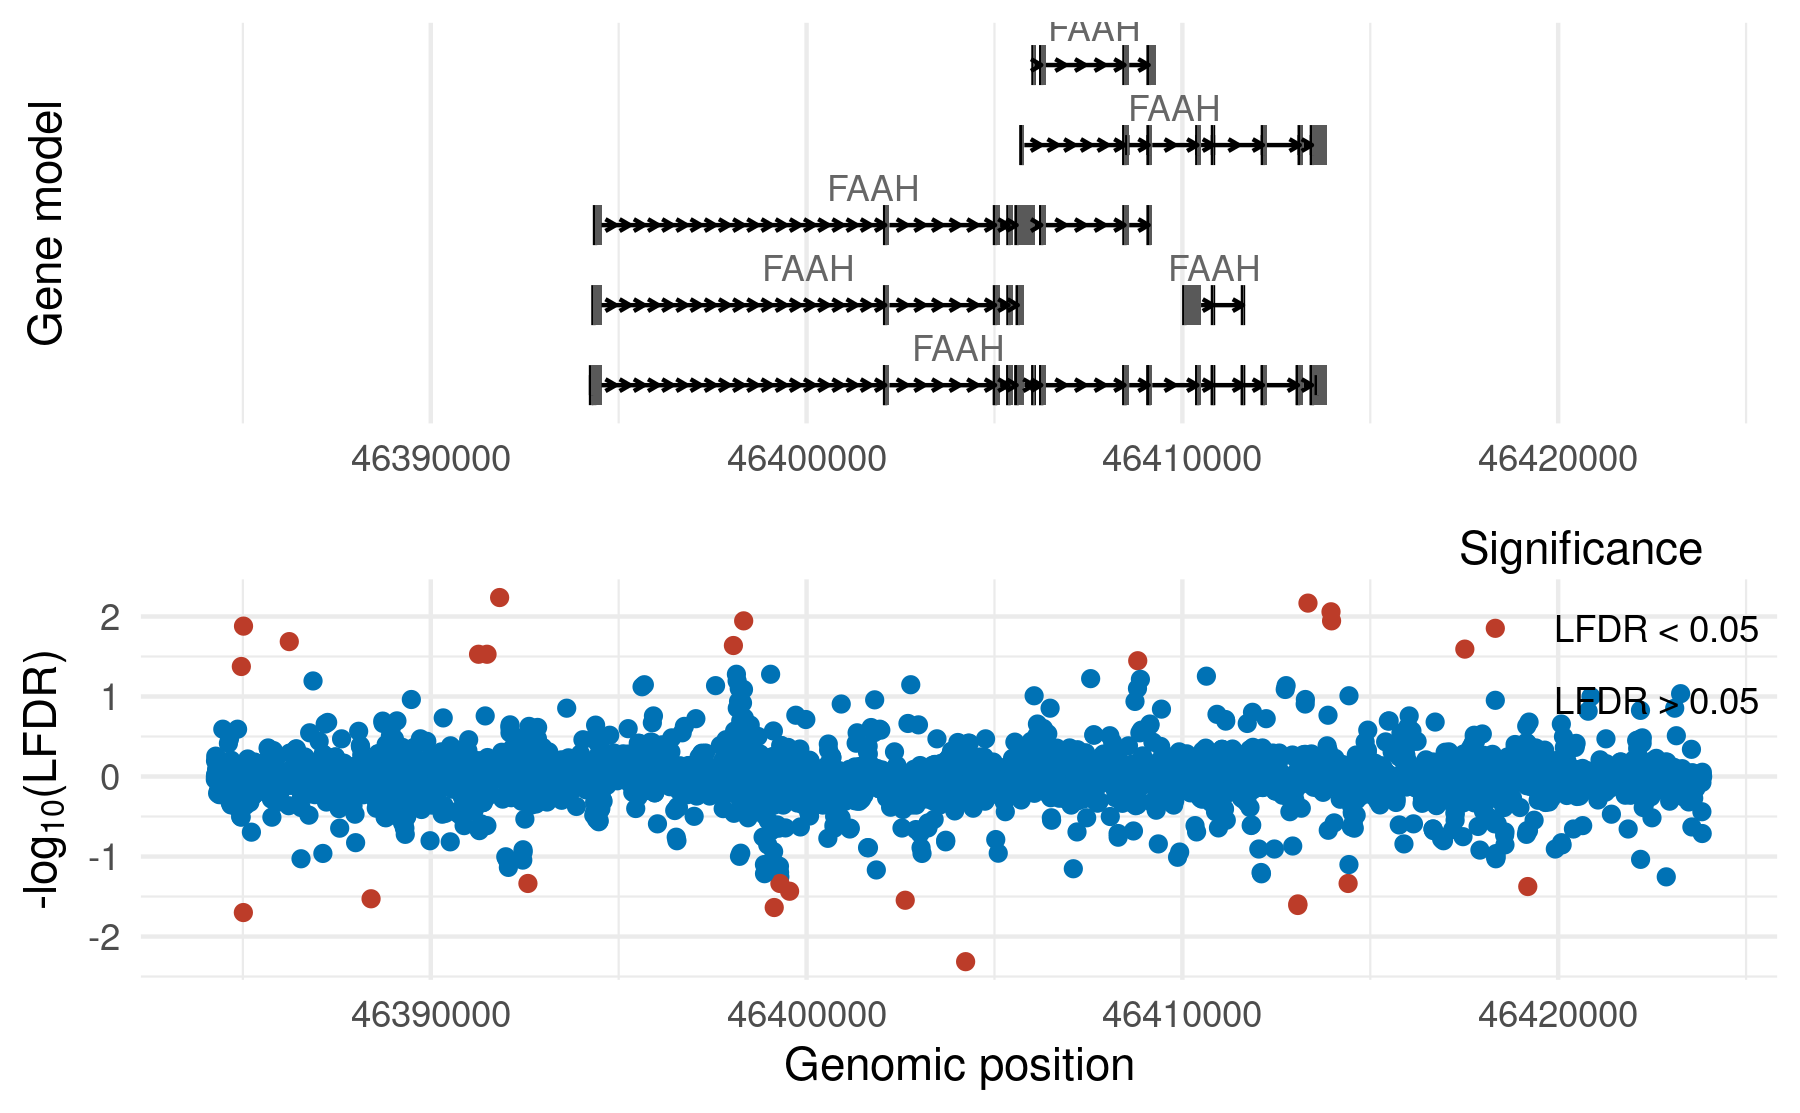 Gene model
FAAH
FAAH
FAAH
FAAH FAAH
FAAH
46390000 46400000 46410000 46420000
Significance
LFDR < 0.05
LFDR > 0.05
-log10(LFDR)
2
1
0
-1
-2
46390000 46400000 46410000 46420000
Genomic position